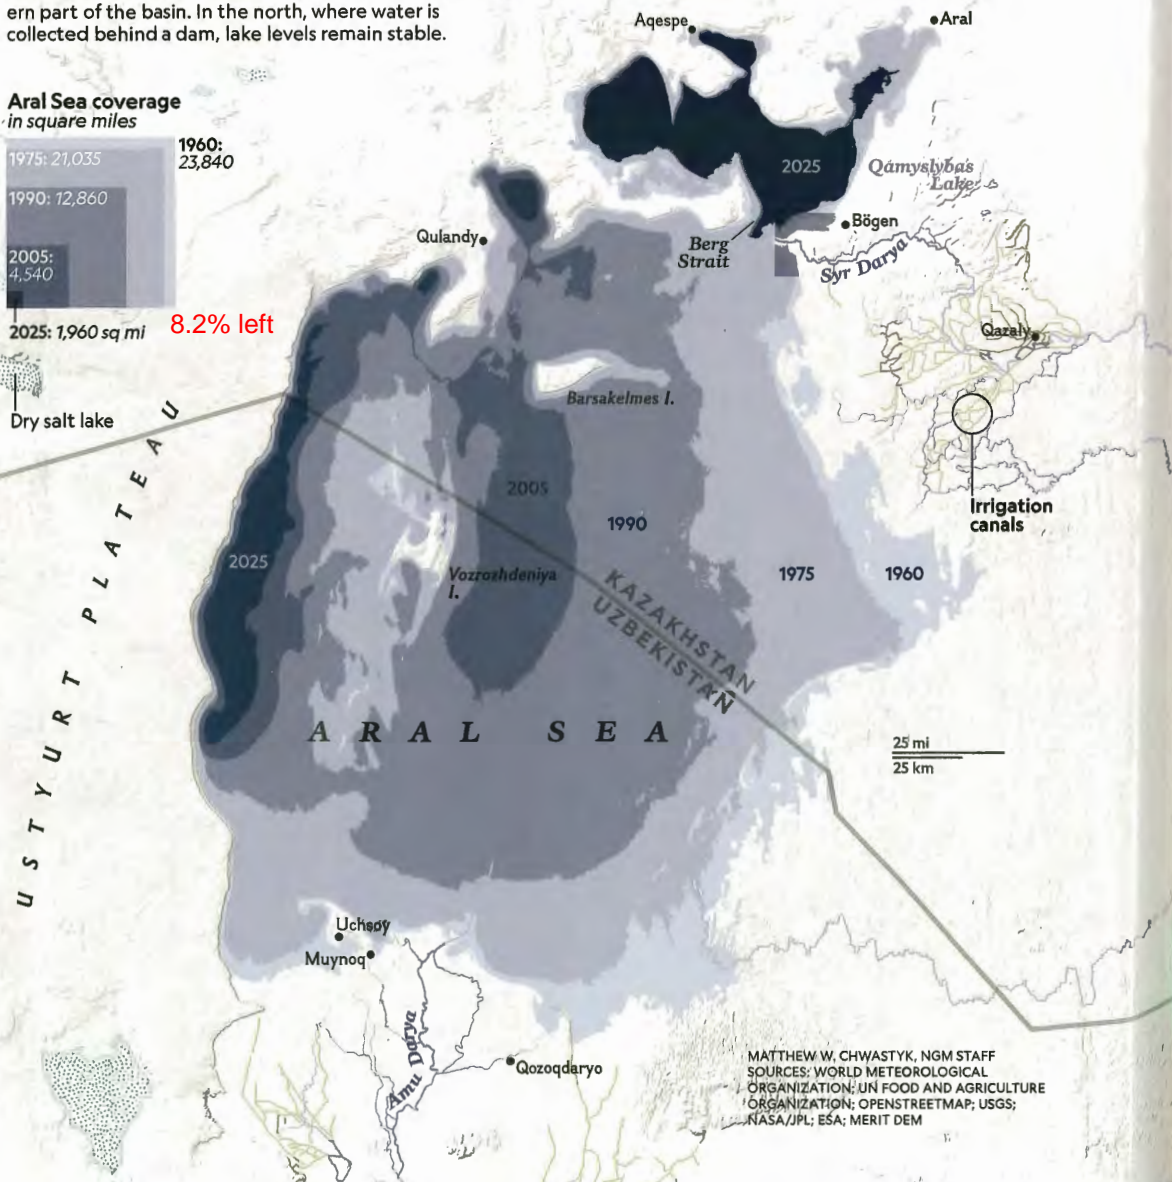 ern part of the basin. In the north, where water is
collected behind a dam, lake levels remain stable.
Aral Sea coverage
in square miles
1960:
23,840
1975: 21,035
1990: 12,860
2005:
4,540
2025: 1,960 sq mi
8.2% left
Dry salt lake
USTYURT PLATEAU
Aqespe
Aral
2025
Qamyslybas
Lake
Bögen
Berg
Strait
Syr Darya
Qulandy
Qazaly
Barsakelmes I.
Irrigation
canals
2005
1990
2025
Vozrozhdeniya
I.
1975
1960
KAZAKHSTAN
UZBEKISTAN
ARAL SEA
25 mi
25 km
Uchsoy
Muynoq
Amu Darya
Qozoqdaryo
MATTHEW W. CHWASTYK, NGM STAFF
SOURCES: WORLD METEOROLOGICAL
ORGANIZATION; UN FOOD AND AGRICULTURE
ORGANIZATION; OPENSTREETMAP; USGS;
NASA/JPL; ESA; MERIT DEM